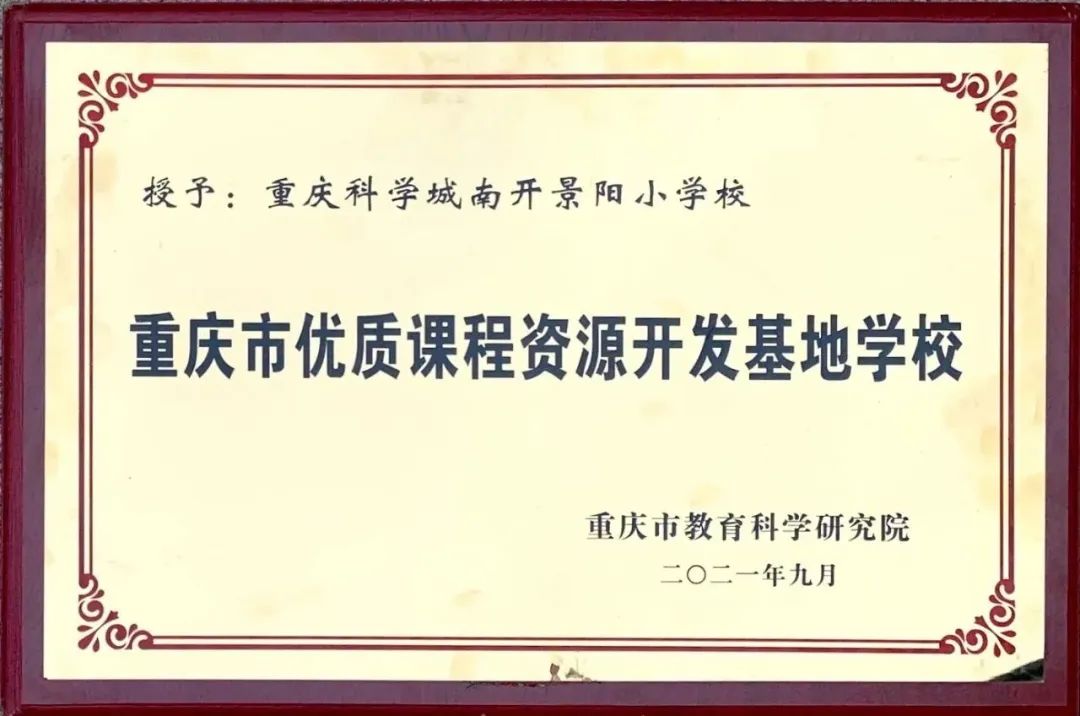 授予：重庆科学城南开景阳小学校
重庆市优质课程资源开发基地学校
重庆市教育科学研究院
二〇二一年九月